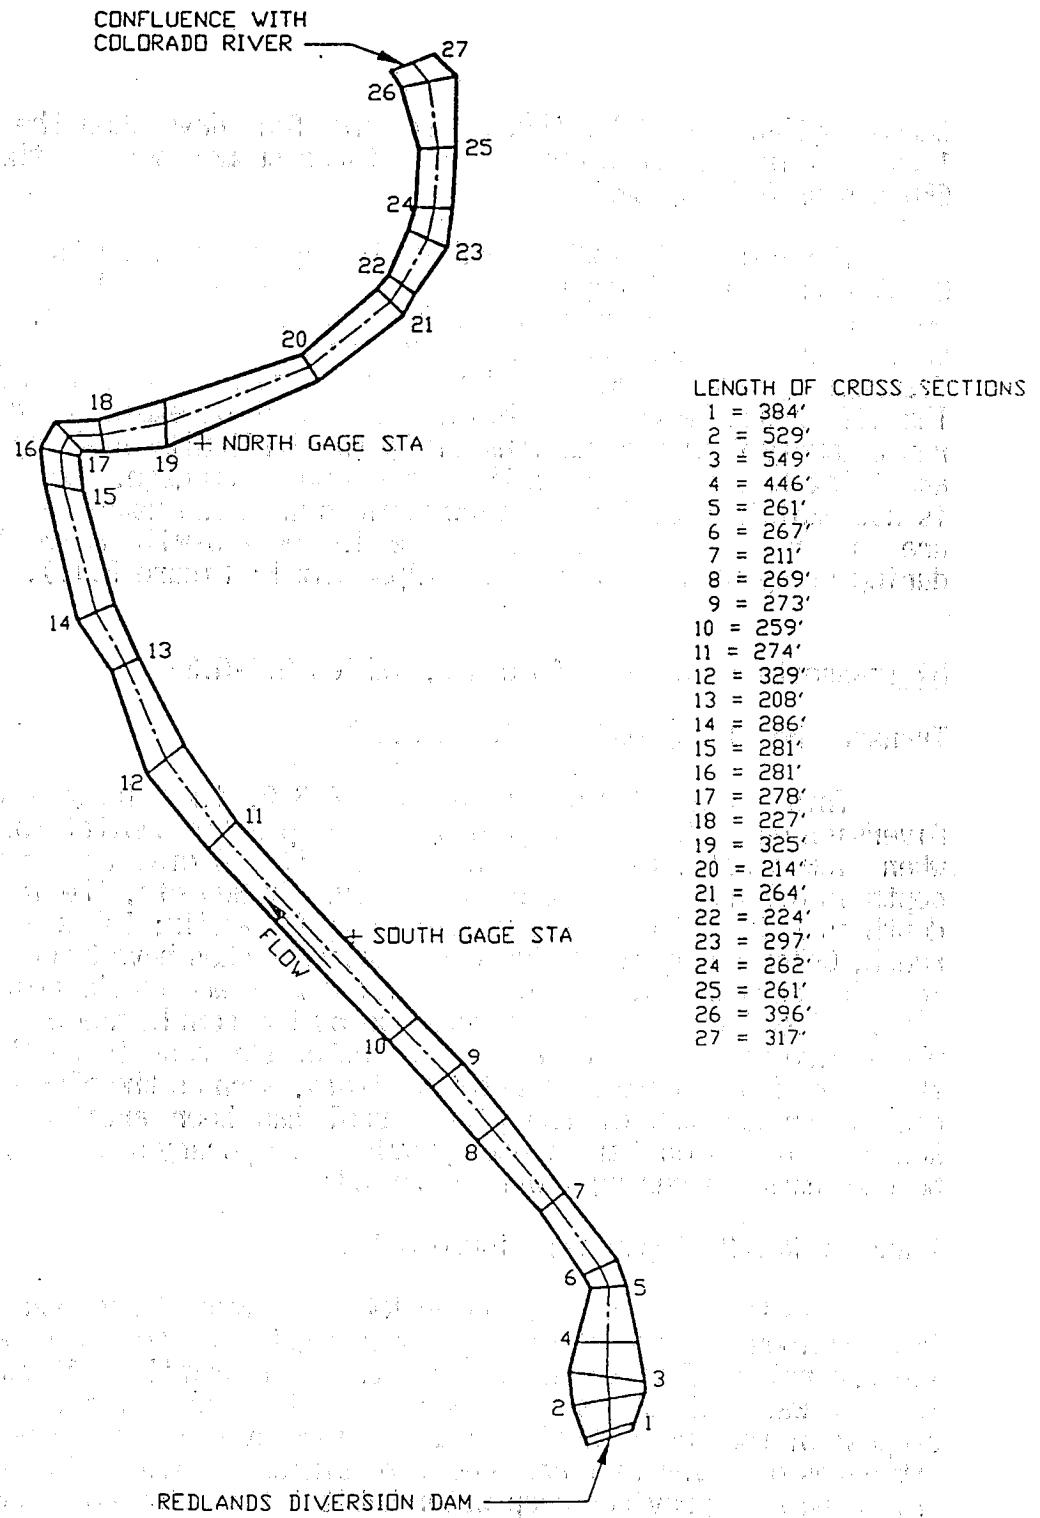 CONFLUENCE WITH
COLORADO RIVER
27
26
25
24
23
22
21
20
18
16
17
19
NORTH GAGE STA
15
14
13
12
11
SOUTH GAGE STA
FLOW
10
9
8
7
6
5
4
3
2
1
REDLANDS DIVERSION DAM
LENGTH OF CROSS SECTIONS
1 = 384'
2 = 529'
3 = 549'
4 = 446'
5 = 261'
6 = 267'
7 = 211'
8 = 269'
9 = 273'
10 = 259'
11 = 274'
12 = 329'
13 = 208'
14 = 286'
15 = 281'
16 = 281'
17 = 278'
18 = 227'
19 = 325'
20 = 214'
21 = 264'
22 = 224'
23 = 297'
24 = 262'
25 = 261'
26 = 396'
27 = 317'